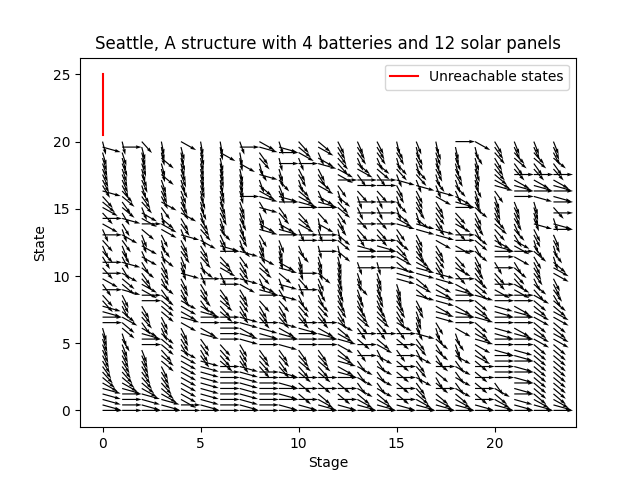 Seattle, A structure with 4 batteries and 12 solar panels
Unreachable states
25
20
15
10
5
0
State
0
5
10
15
20
Stage